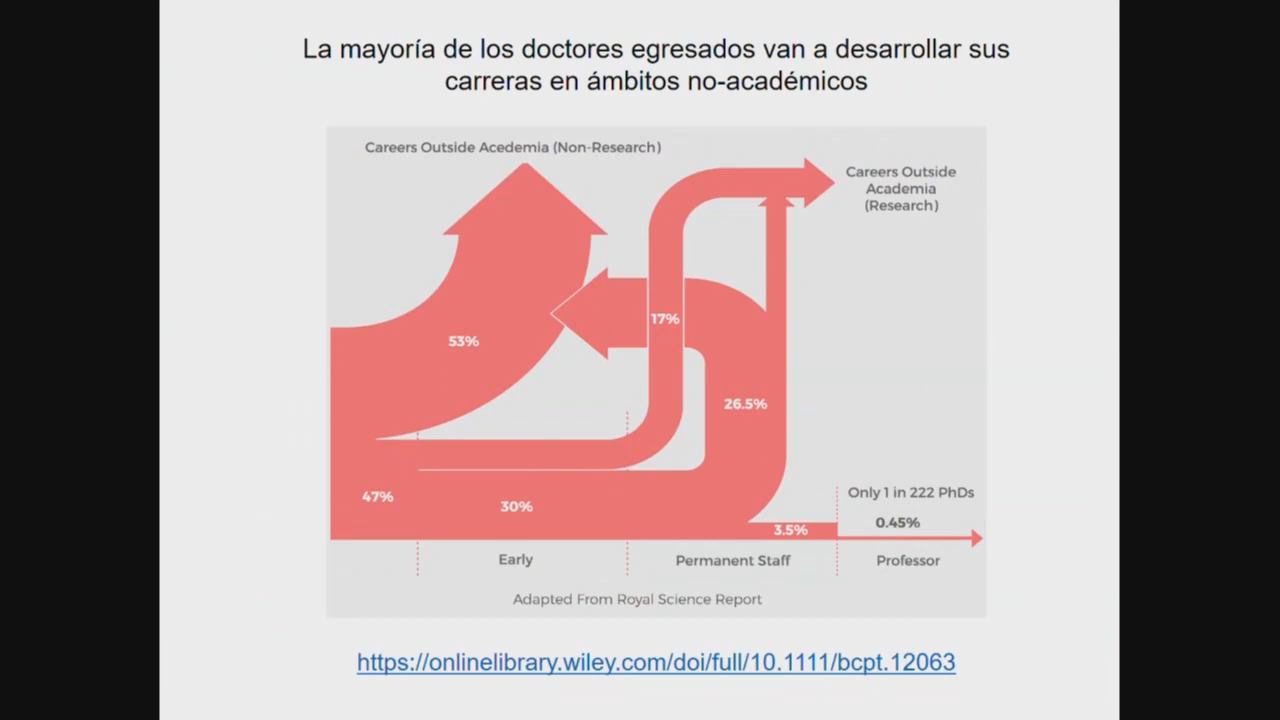 La mayoría de los doctores egresados van a desarrollar sus
carreras en ámbitos no-académicos
Careers Outside Acedemia (Non-Research)
Careers Outside
Academia
(Research)
17%
53%
26.5%
47%
30%
Only 1 in 222 PhDs
0.45%
3.5%
Early
Permanent Staff
Professor
Adapted From Royal Science Report
https://onlinelibrary.wiley.com/doi/full/10.1111/bcpt.12063